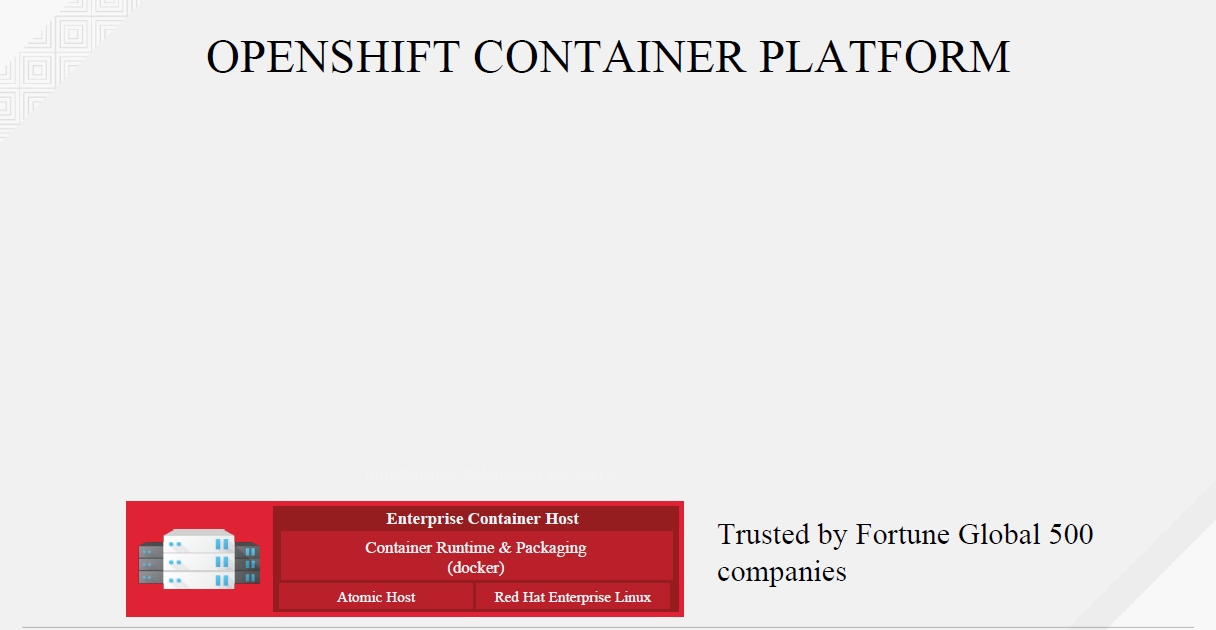 OPENSHIFT CONTAINER PLATFORM
Enterprise Container Host
Container Runtime & Packaging
(docker)
Atomic Host
Red Hat Enterprise Linux
Trusted by Fortune Global 500
companies